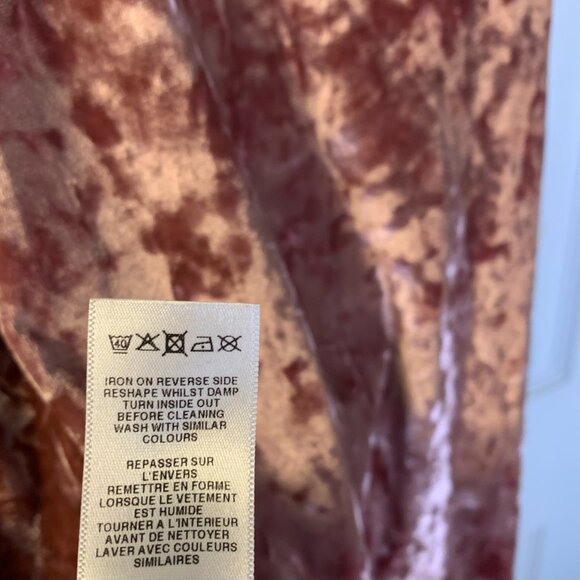 40
IRON ON REVERSE SIDE
RESHAPE WHILST DAMP
TURN INSIDE OUT
BEFORE CLEANING
WASH WITH SIMILAR
COLOURS
REPASSER SUR
L'ENVERS
REMETTRE EN FORME
LORSQUE LE VETEMENT
EST HUMIDE
TOURNER A L'INTERIEUR
AVANT DE NETTOYER
LAVER AVEC COULEURS
SIMILAIRES